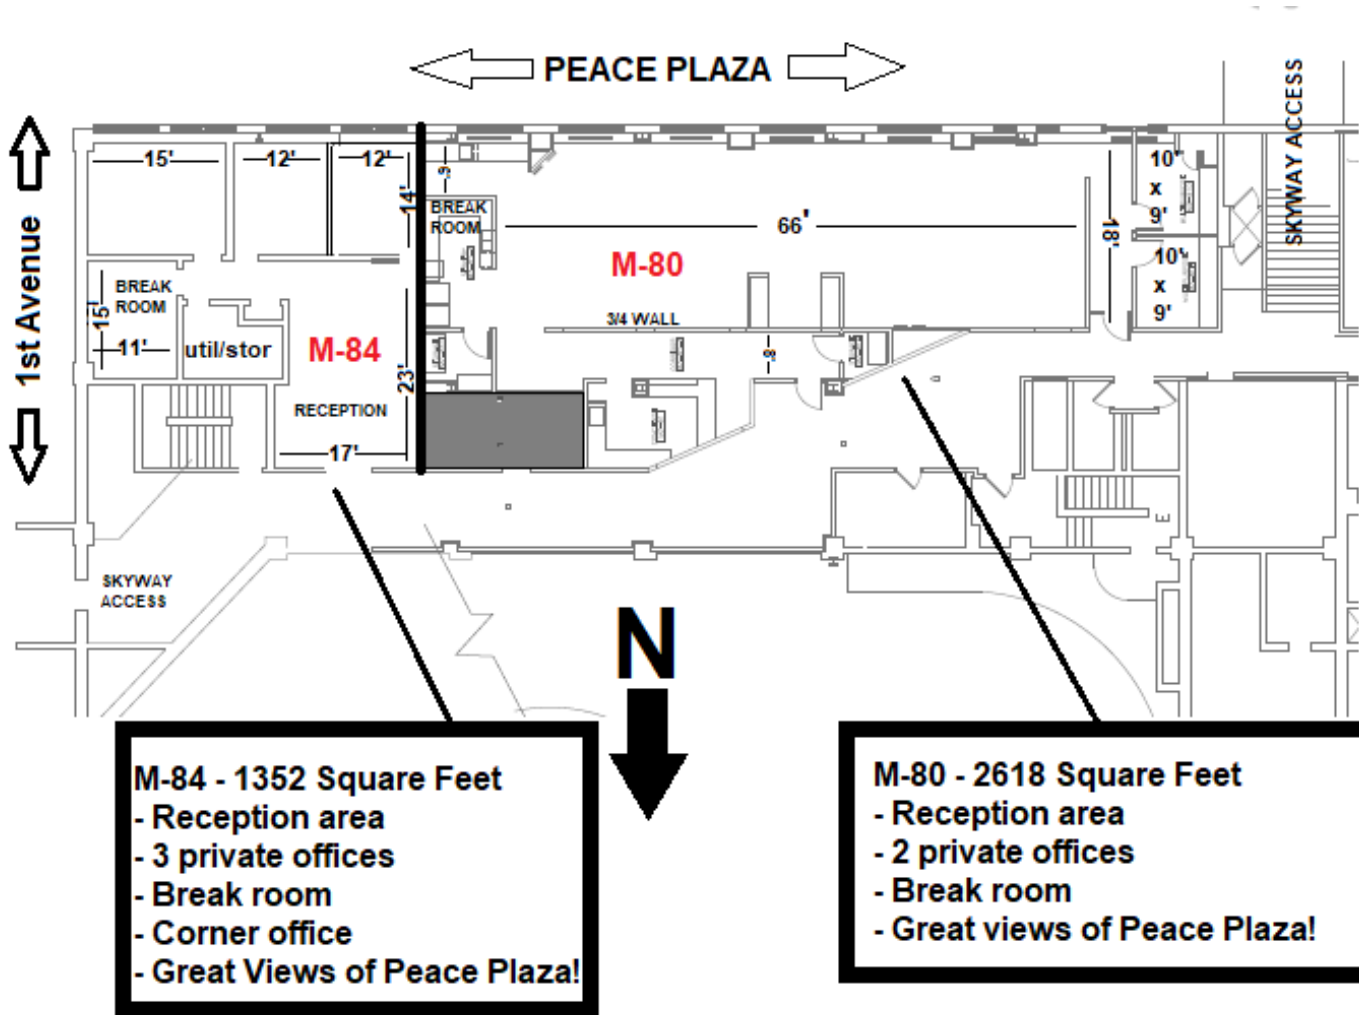 PEACE PLAZA
SKYWAY ACCESS
1st Avenue
15'
12'
12'
14'
9'
BREAK
ROOM
66'
18'
10'
x
9'
10'
x
9'
M-80
3/4 WALL
8'
BREAK
ROOM
15'
11'
util/stor
M-84
23'
RECEPTION
17'
SKYWAY
ACCESS
E
N
M-84 - 1352 Square Feet
- Reception area
- 3 private offices
- Break room
- Corner office
- Great Views of Peace Plaza!
M-80 - 2618 Square Feet
- Reception area
- 2 private offices
- Break room
- Great views of Peace Plaza!